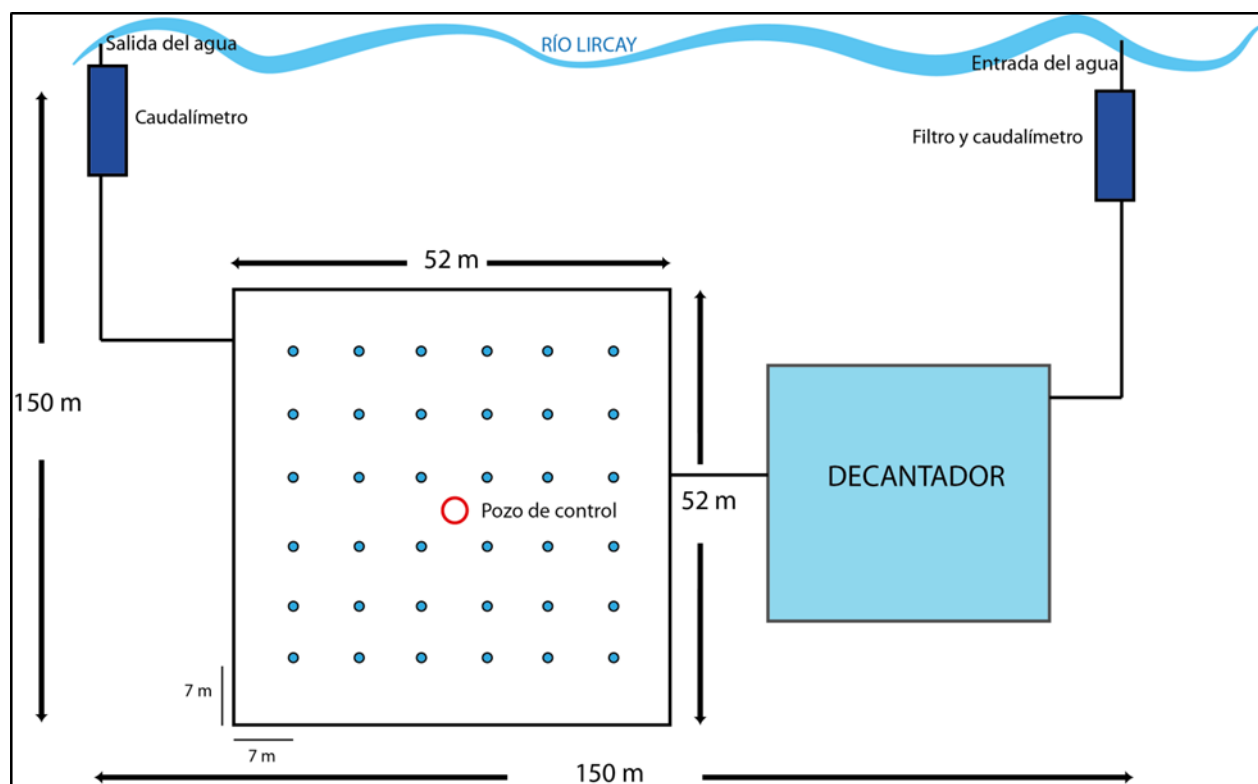 Salida del agua
RÍO LIRCAY
Entrada del agua
Caudalímetro
Filtro y caudalímetro
52 m
150 m
DECANTADOR
52 m
Pozo de control
7 m
7 m
150 m